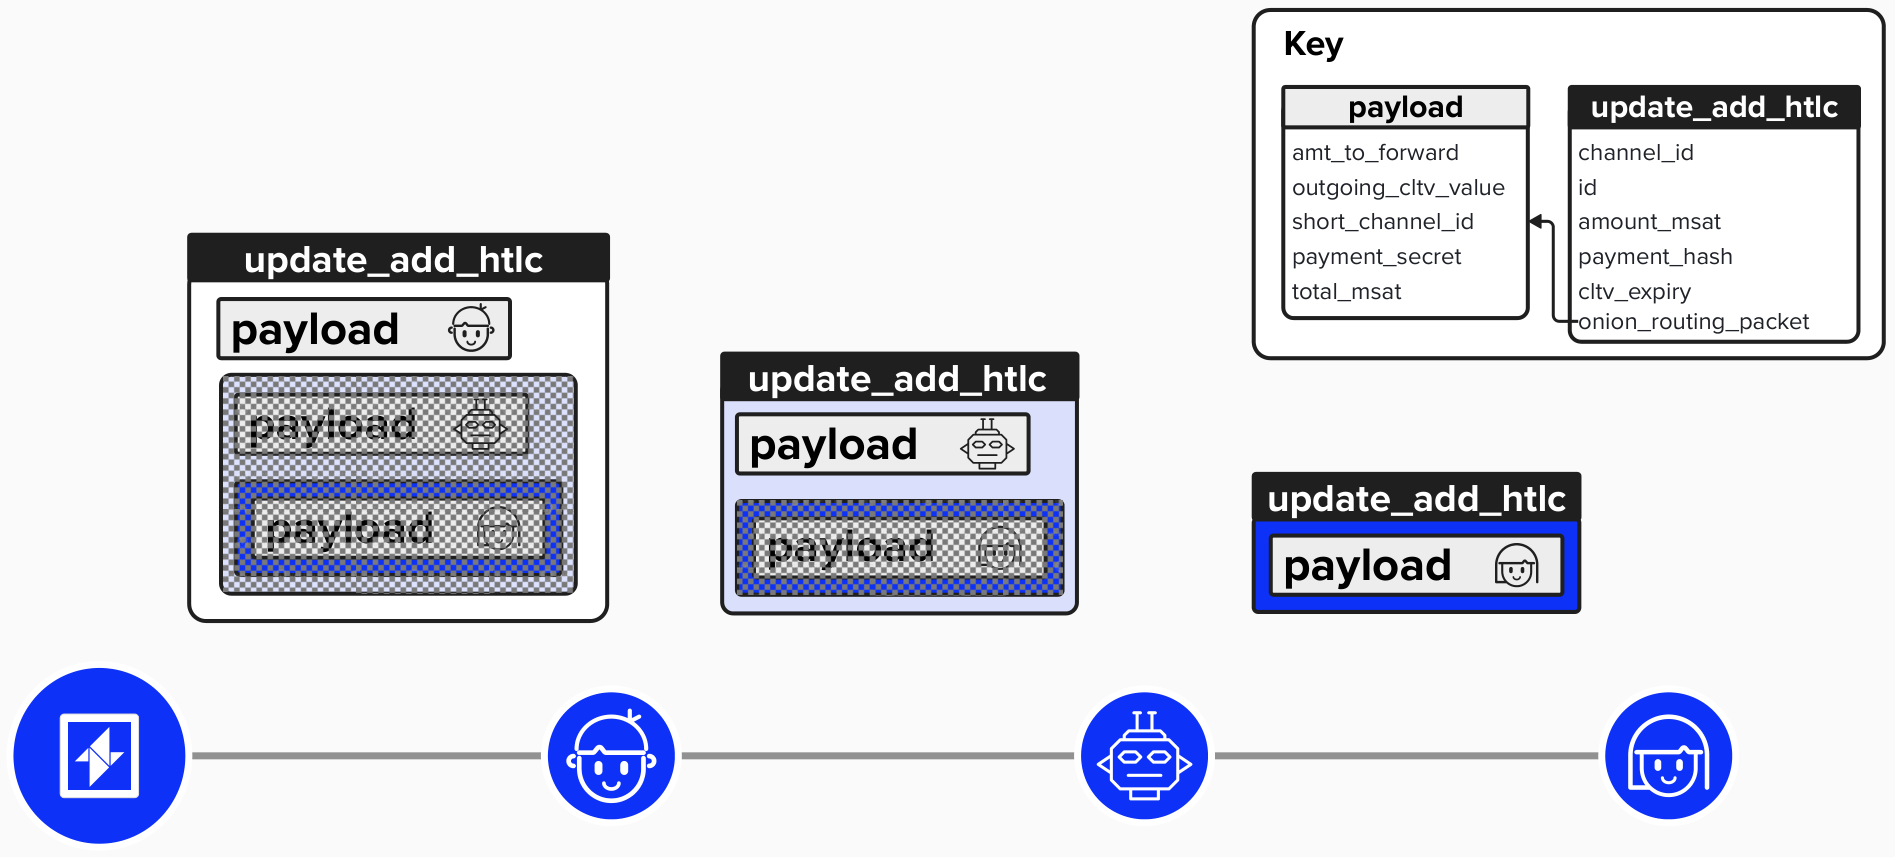 Key
payload
amt_to_forward
outgoing_cltv_value
short_channel_id
payment_secret
total_msat
update_add_htlc
channel_id
id
amount_msat
payment_hash
cltv_expiry
onion_routing_packet
update_add_htlc
payload
payload
payload
update_add_htlc
payload
payload
update_add_htlc
payload